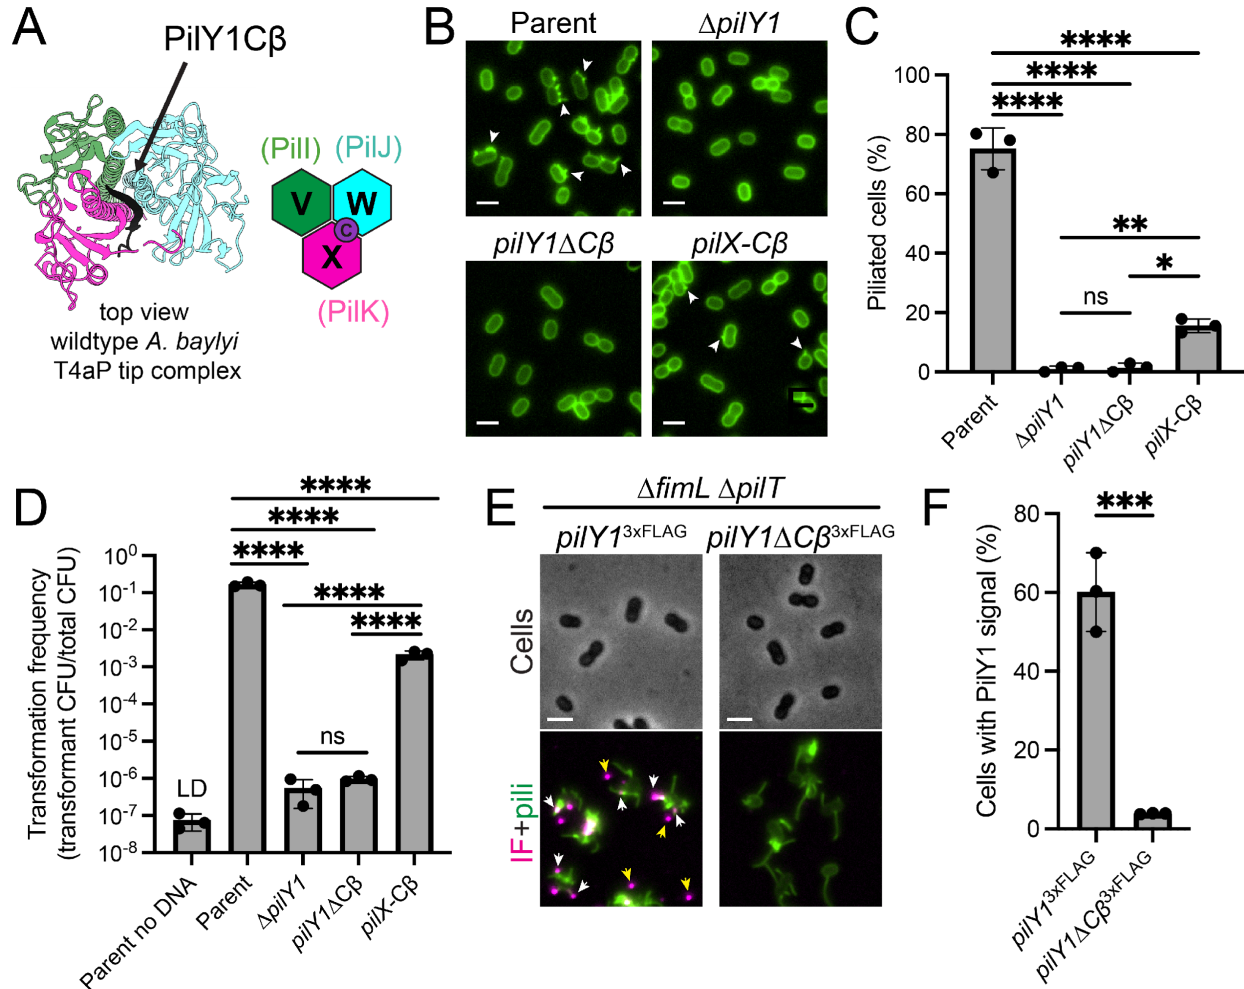 A
PilY1Cβ
(PilI)
(PilJ)
V
W
C
X
(PilK)
top view
wildtype A. baylyi
T4aP tip complex
B
Parent
ΔpilY1
pilY1ΔCβ
pilX-Cβ
C
****
****
****
**
*
ns
Piliated cells (%)
100
80
60
40
20
0
Parent
ΔpilY1
pilY1ΔCβ
pilX-Cβ
D
****
****
****
****
****
ns
LD
Transformation frequency
(transformant CFU/total CFU)
10⁰
10⁻¹
10⁻²
10⁻³
10⁻⁴
10⁻⁵
10⁻⁶
10⁻⁷
10⁻⁸
Parent no DNA
Parent
ΔpilY1
pilY1ΔCβ
pilX-Cβ
E
ΔfimL ΔpilT
pilY1³ˣFLAG
pilY1ΔCβ³ˣFLAG
Cells
IF+pili
F
***
Cells with PilY1 signal (%)
80
60
40
20
0
pilY1³ˣFLAG
pilY1ΔCβ³ˣFLAG